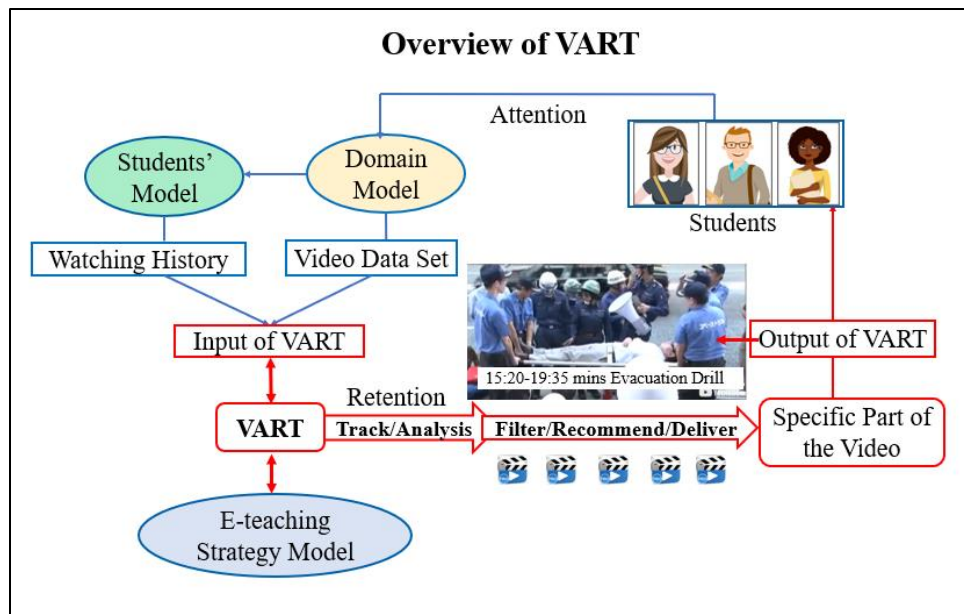 Overview of VART
Attention
Students'
Model
Domain
Model
Students
Watching History
Video Data Set
Input of VART
15:20-19:35 mins Evacuation Drill
Output of VART
Retention
VART
Track/Analysis
Filter/Recommend/Deliver
Specific Part of
the Video
E-teaching
Strategy Model